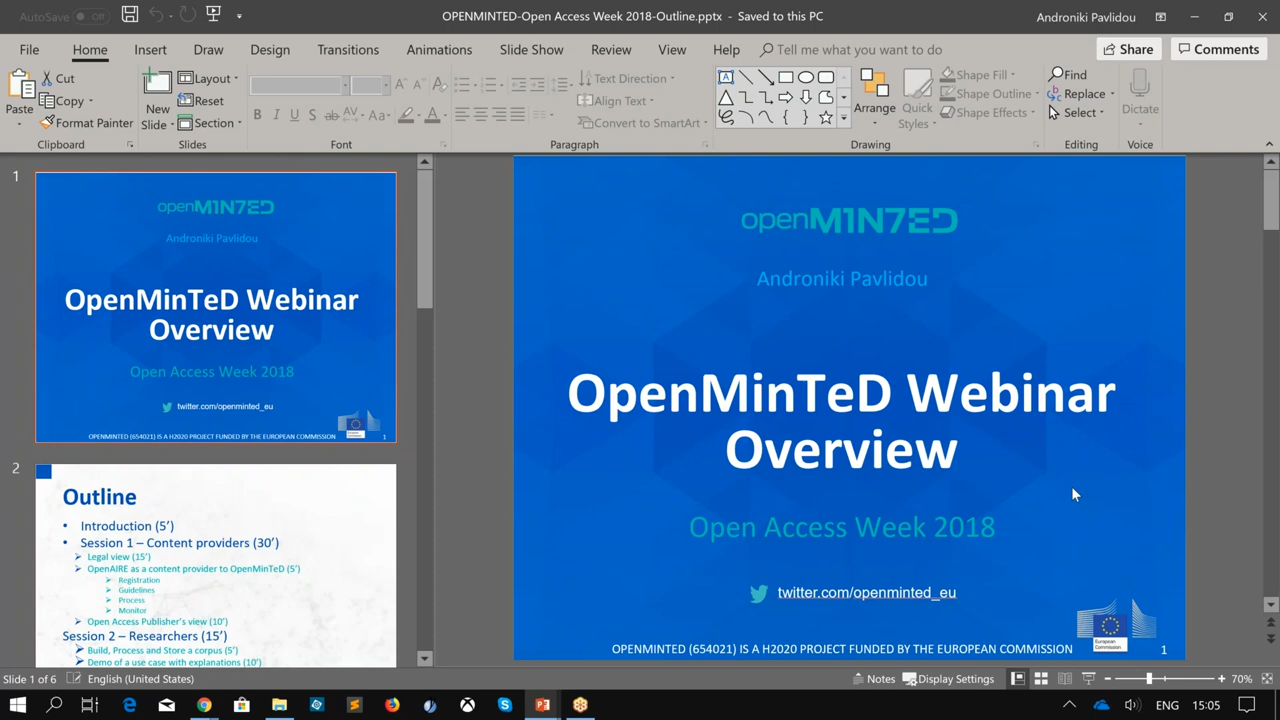 AutoSave Off
OPENMINTED-Open Access Week 2018-Outline.pptx - Saved to this PC
Androniki Pavlidou
File Home Insert Draw Design Transitions Animations Slide Show Review View Help Tell me what you want to do
Share Comments
Paste
Cut
Copy
Format Painter
Clipboard
New
Slide
Layout
Reset
Section
Slides
B I U S ab AV Aa A
Font
Text Direction
Align Text
Convert to SmartArt
Paragraph
Arrange
Quick
Styles
Shape Fill
Shape Outline
Shape Effects
Drawing
Find
Replace
Select
Editing
Dictate
Voice
1
openM1N7ED
Androniki Pavlidou
OpenMinTeD Webinar
Overview
Open Access Week 2018
twitter.com/openminted_eu
OPENMINTED (654021) IS A H2020 PROJECT FUNDED BY THE EUROPEAN COMMISSION
1
2
Outline
• Introduction (5’)
• Session 1 – Content providers (30’)
➢ Legal view (15’)
➢ OpenAIRE as a content provider to OpenMinTeD (5’)
➢ Registration
➢ Guidelines
➢ Process
➢ Monitor
➢ Open Access Publisher’s view (10’)
Session 2 – Researchers (15’)
➢ Build, Process and Store a corpus (5’)
➢ Demo of a use case with explanations (10’)
openM1N7ED
Androniki Pavlidou
OpenMinTeD Webinar
Overview
Open Access Week 2018
twitter.com/openminted_eu
European
Commission
OPENMINTED (654021) IS A H2020 PROJECT FUNDED BY THE EUROPEAN COMMISSION
1
Slide 1 of 6 English (United States)
Notes Display Settings
70%
ENG 15:05